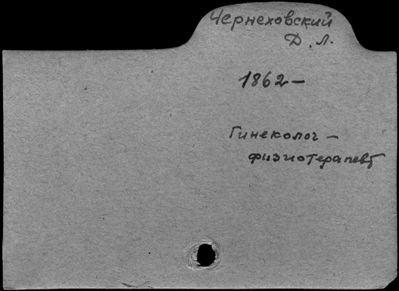 Чернеховский
Д. Л.
1862 –
Гинеколог –
физиотерапевт